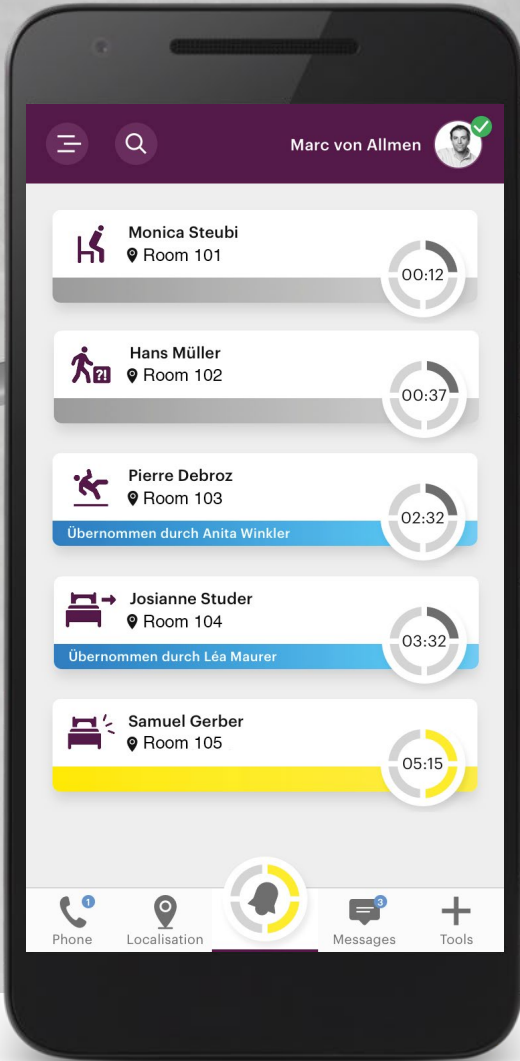 Marc von Allmen
Monica Steubi
Room 101
00:12
Hans Müller
?!
Room 102
00:37
Pierre Debroz
Room 103
02:32
Übernommen durch Anita Winkler
Josianne Studer
Room 104
03:32
Übernommen durch Léa Maurer
Samuel Gerber
Room 105
05:15
1
3
Phone
Localisation
Messages
Tools